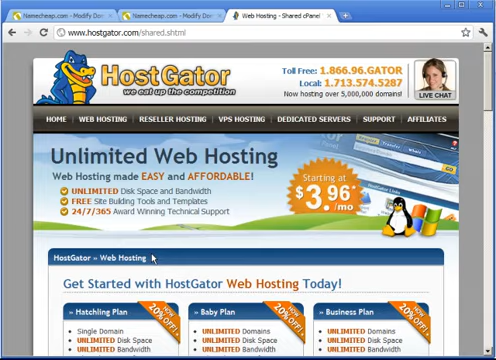 Namecheap.com - Modify Dom
Namecheap.com - Modify Dom
Web Hosting - Shared cPanel
www.hostgator.com/shared.shtml
HostGator
we eat up the competition
Toll Free: 1.866.96.GATOR
Local: 1.713.574.5287
Now hosting over 5,000,000 domains!
LIVE CHAT
HOME
WEB HOSTING
RESELLER HOSTING
VPS HOSTING
DEDICATED SERVERS
SUPPORT
AFFILIATES
Unlimited Web Hosting
Web Hosting made EASY and AFFORDABLE!
UNLIMITED Disk Space and Bandwidth
FREE Site Building Tools and Templates
24/7/365 Award Winning Technical Support
Starting at
$3.96*
/mo
GO
HostGator » Web Hosting
Get Started with HostGator Web Hosting Today!
» Hatchling Plan
NOW 20% OFF!
» Baby Plan
NOW 20% OFF!
» Business Plan
NOW 20% OFF!
Single Domain
UNLIMITED Disk Space
UNLIMITED Bandwidth
UNLIMITED Domains
UNLIMITED Disk Space
UNLIMITED Bandwidth
UNLIMITED Domains
UNLIMITED Disk Space
UNLIMITED Bandwidth